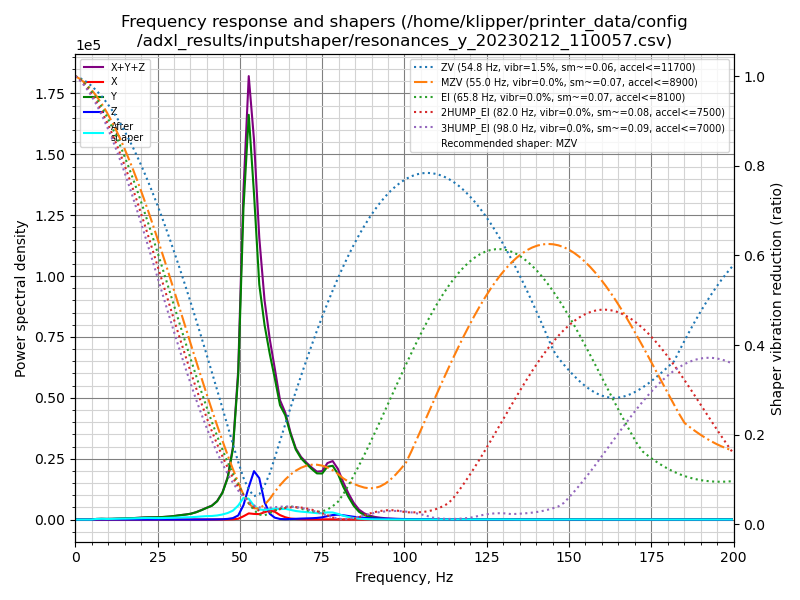 Frequency response and shapers (/home/klipper/printer_data/config
/adxl_results/inputshaper/resonances_y_20230212_110057.csv)
1e5
X+Y+Z
X
Y
Z
After
shaper
ZV (54.8 Hz, vibr=1.5%, sm~=0.06, accel<=11700)
MZV (55.0 Hz, vibr=0.0%, sm~=0.07, accel<=8900)
EI (65.8 Hz, vibr=0.0%, sm~=0.07, accel<=8100)
2HUMP_EI (82.0 Hz, vibr=0.0%, sm~=0.08, accel<=7500)
3HUMP_EI (98.0 Hz, vibr=0.0%, sm~=0.09, accel<=7000)
Recommended shaper: MZV
Power spectral density
1.75
1.50
1.25
1.00
0.75
0.50
0.25
0.00
1.0
0.8
0.6
0.4
0.2
0.0
Shaper vibration reduction (ratio)
0 25 50 75 100 125 150 175 200
Frequency, Hz